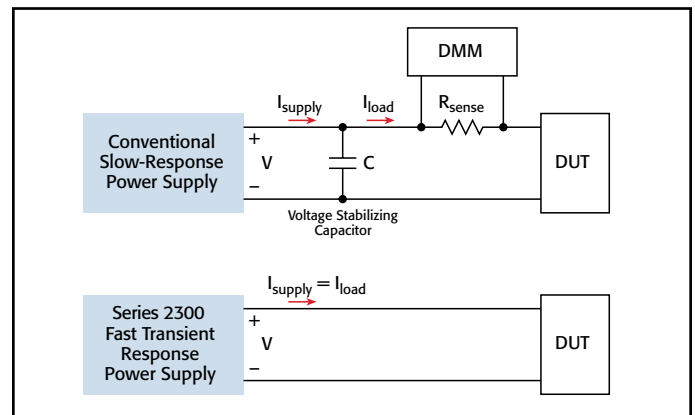 DMM
Isupply
Iload
Rsense
Conventional
Slow-Response
Power Supply
+
V
–
C
DUT
Voltage Stabilizing
Capacitor
Isupply = Iload
Series 2300
Fast Transient
Response
Power Supply
+
V
–
DUT